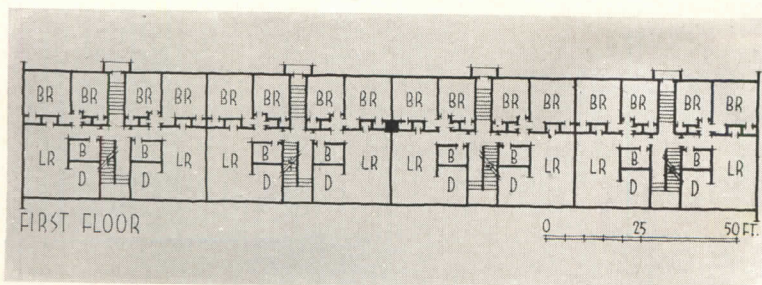 BR BR BR BR BR BR BR BR BR BR BR BR BR BR BR BR
LR B B LR LR B B LR LR B B LR LR B B LR
D D D D D D D D
FIRST FLOOR
0 25 50 FT.